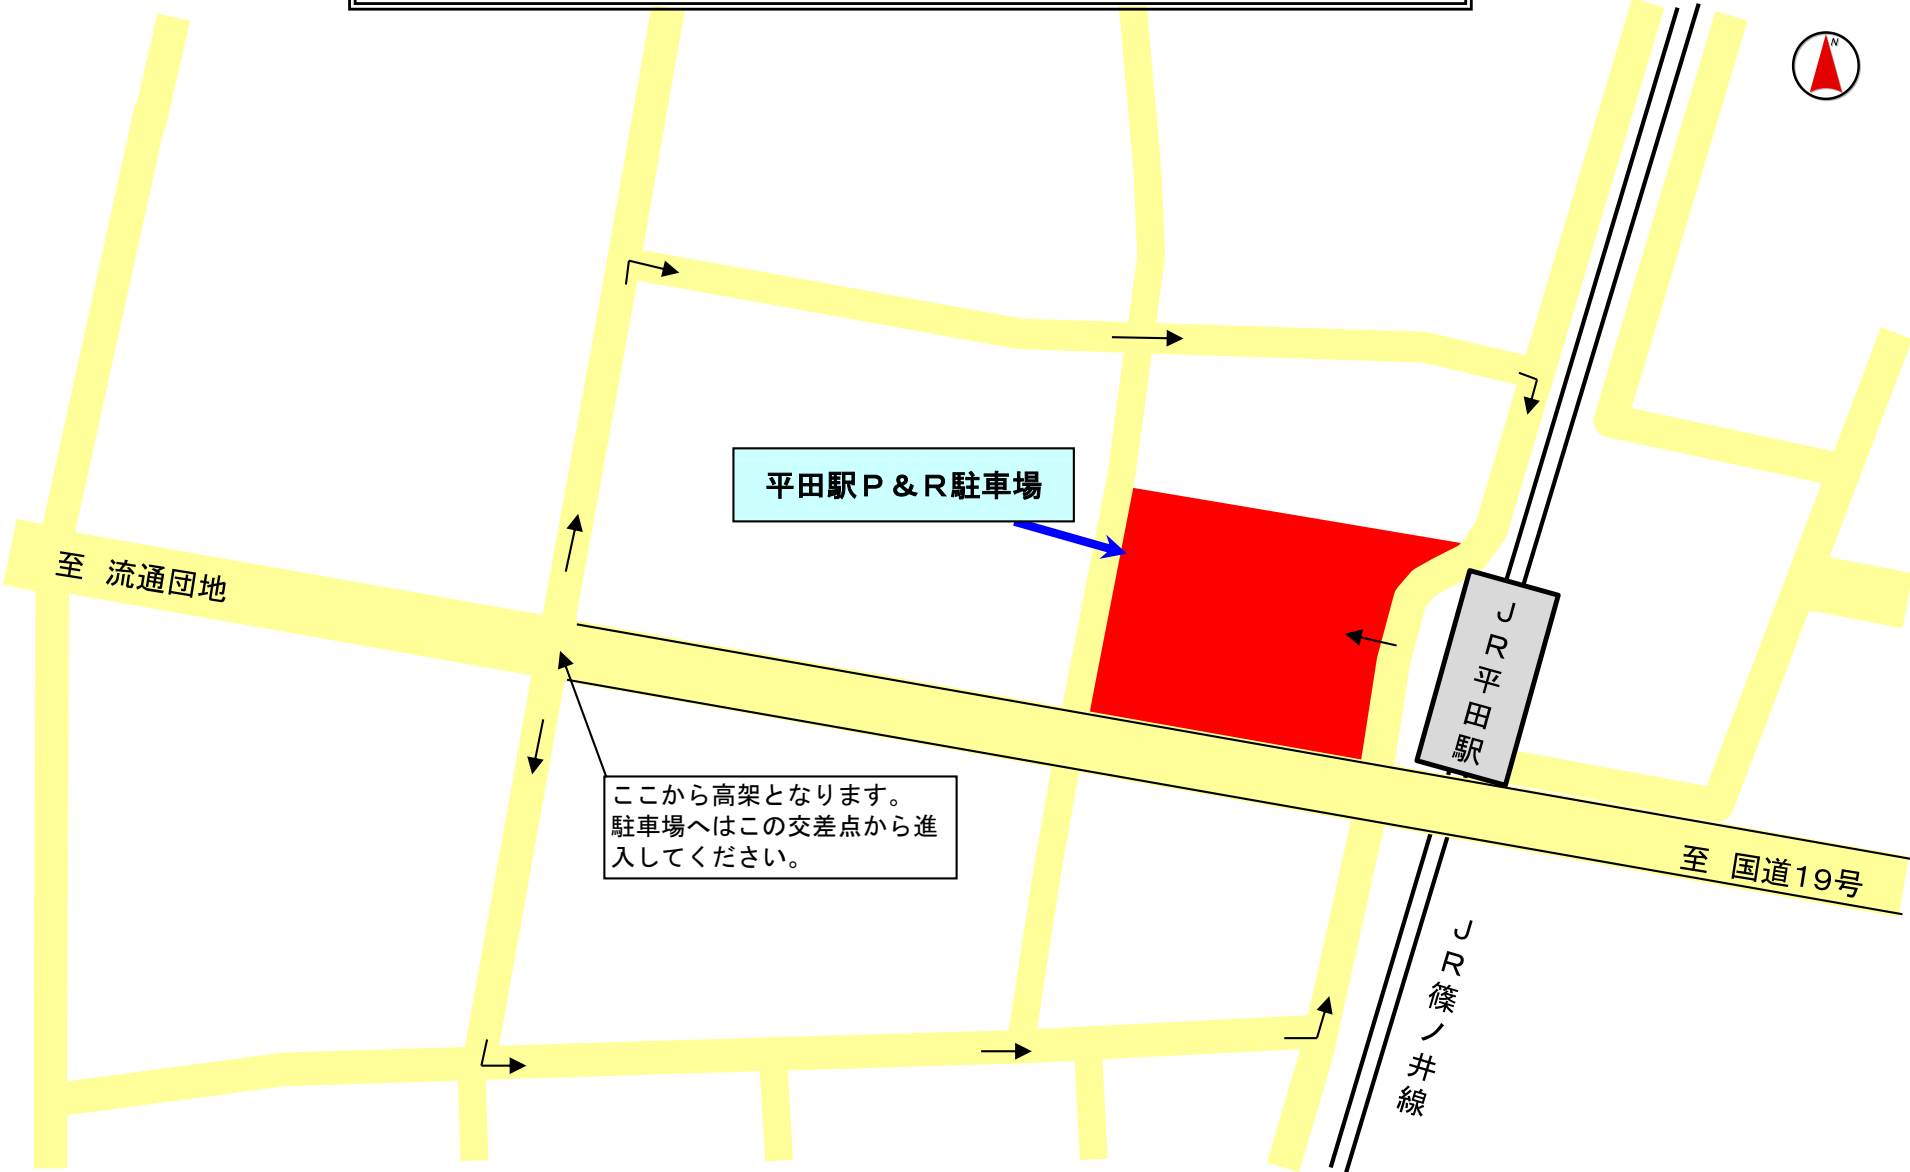 N
平田駅Ｐ＆Ｒ駐車場
至　流通団地
ＪＲ平田駅
ここから高架となります。
駐車場へはこの交差点から進
入してください。
至　国道19号
ＪＲ篠ノ井線